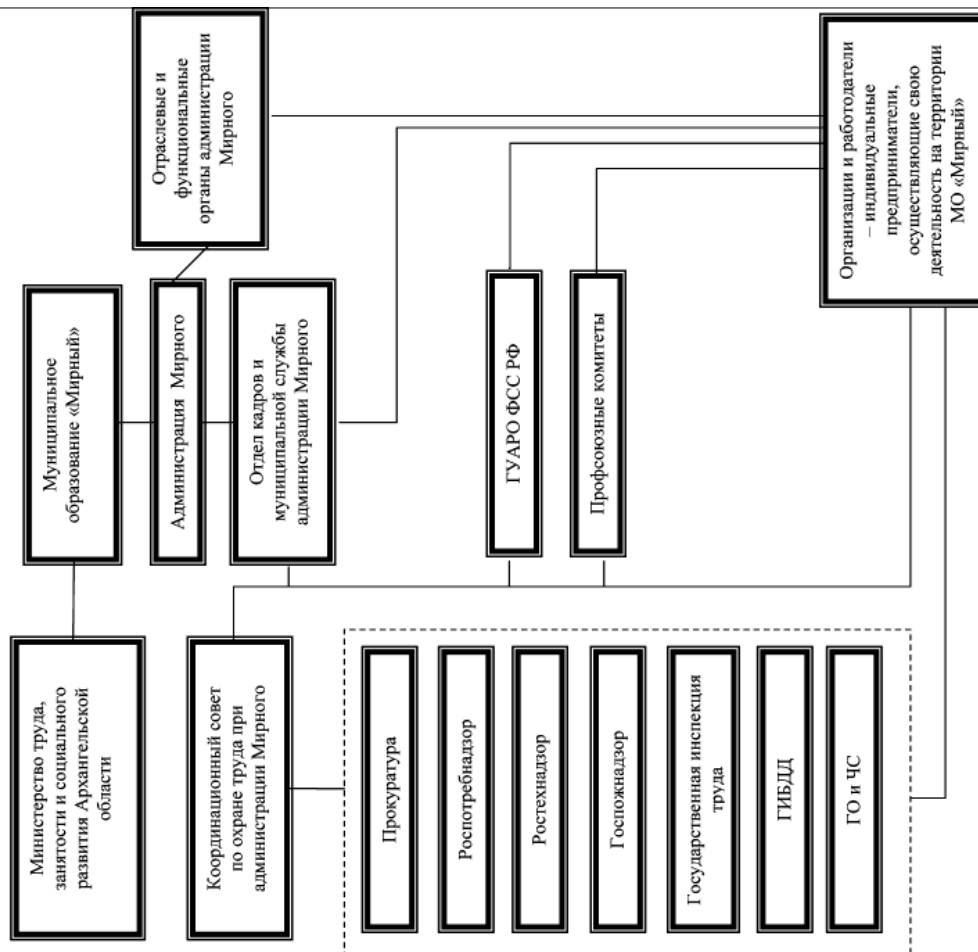 Министерство труда,
занятости и социального
развития Архангельской
области
Муниципальное
образование «Мирный»
Отраслевые и
функциональные
органы администрации
Мирного
Администрация Мирного
Координационный совет
по охране труда при
администрации Мирного
Отдел кадров и
муниципальной службы
администрации Мирного
Прокуратура
Роспотребнадзор
Ростехнадзор
Госпожнадзор
Государственная инспекция
труда
ГИБДД
ГО и ЧС
ГУАРО ФСС РФ
Профсоюзные комитеты
Организации и работодатели
– индивидуальные
предприниматели,
осуществляющие свою
деятельность на территории
МО «Мирный»